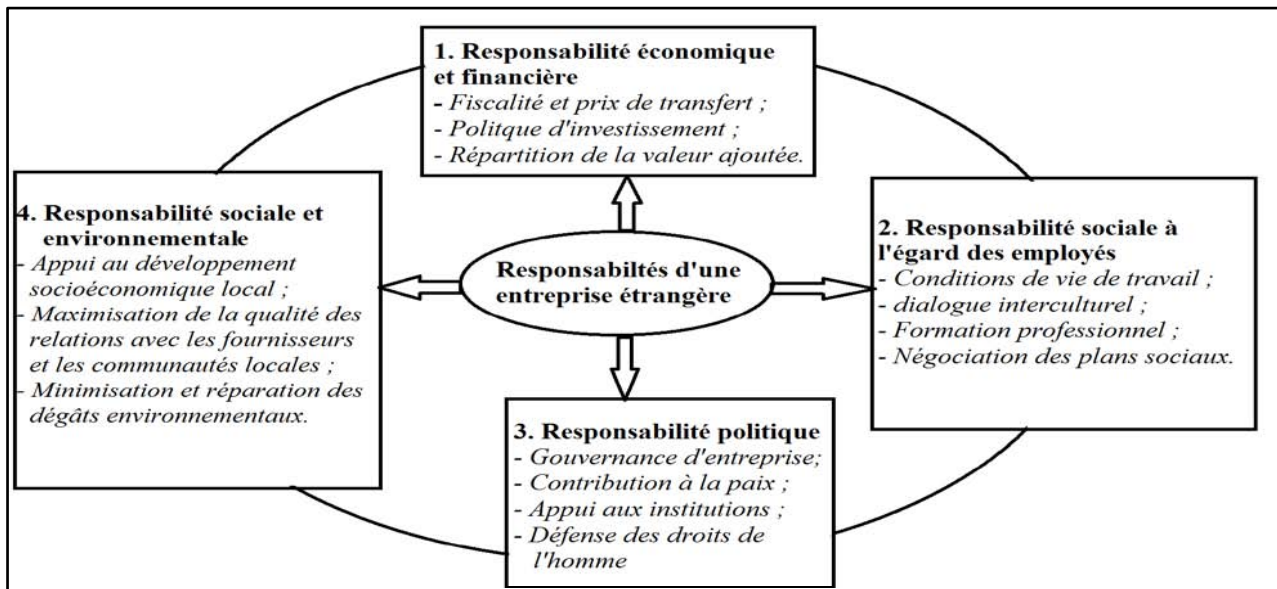 1. Responsabilité économique
et financière
- Fiscalité et prix de transfert ;
- Politque d'investissement ;
- Répartition de la valeur ajoutée.
4. Responsabilité sociale et
environnementale
- Appui au développement
socioéconomique local ;
- Maximisation de la qualité des
relations avec les fournisseurs
et les communautés locales ;
- Minimisation et réparation des
dégâts environnementaux.
Responsabiltés d'une
entreprise étrangère
2. Responsabilité sociale à
l'égard des employés
- Conditions de vie de travail ;
- dialogue interculturel ;
- Formation professionnel ;
- Négociation des plans sociaux.
3. Responsabilité politique
- Gouvernance d'entreprise;
- Contribution à la paix ;
- Appui aux institutions ;
- Défense des droits de
l'homme